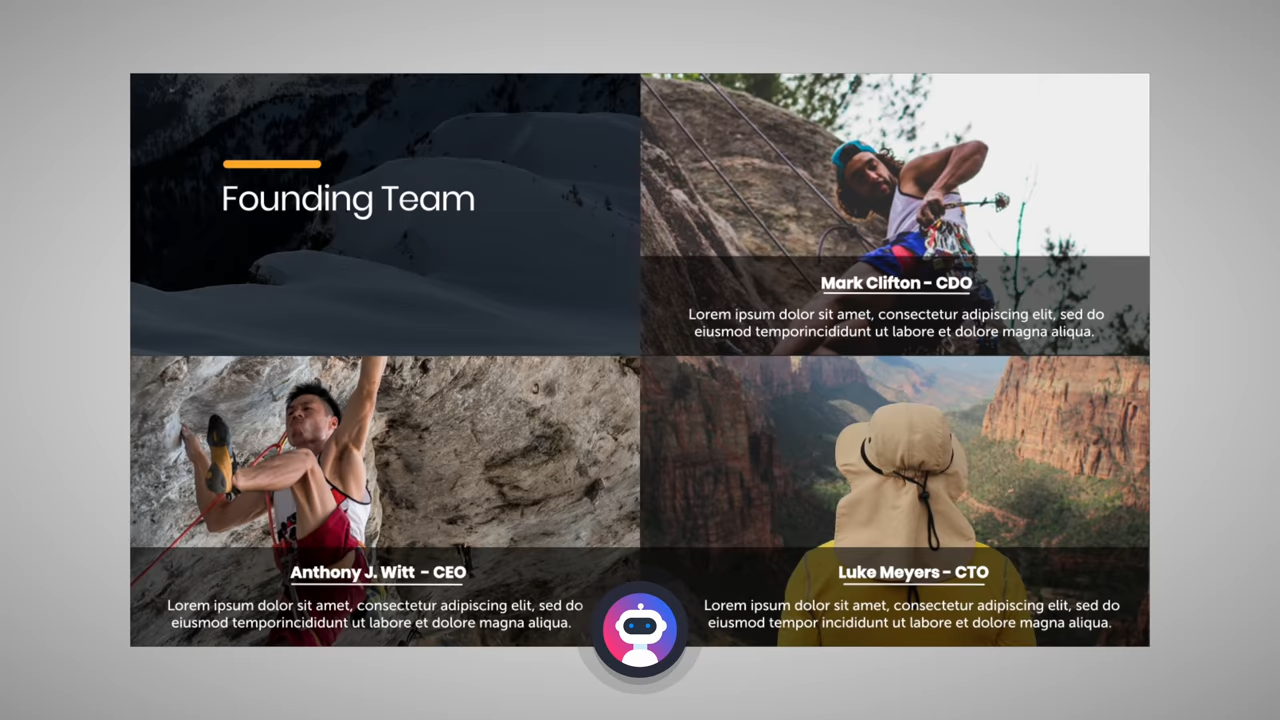 Founding Team
Mark Clifton - CDO
Lorem ipsum dolor sit amet, consectetur adipiscing elit, sed do
eiusmod temporincididunt ut labore et dolore magna aliqua.
Anthony J. Witt - CEO
Lorem ipsum dolor sit amet, consectetur adipiscing elit, sed do
eiusmod temporincididunt ut labore et dolore magna aliqua.
Luke Meyers - CTO
Lorem ipsum dolor sit amet, consectetur adipiscing elit, sed do
eiusmod tempor incididunt ut labore et dolore magna aliqua.